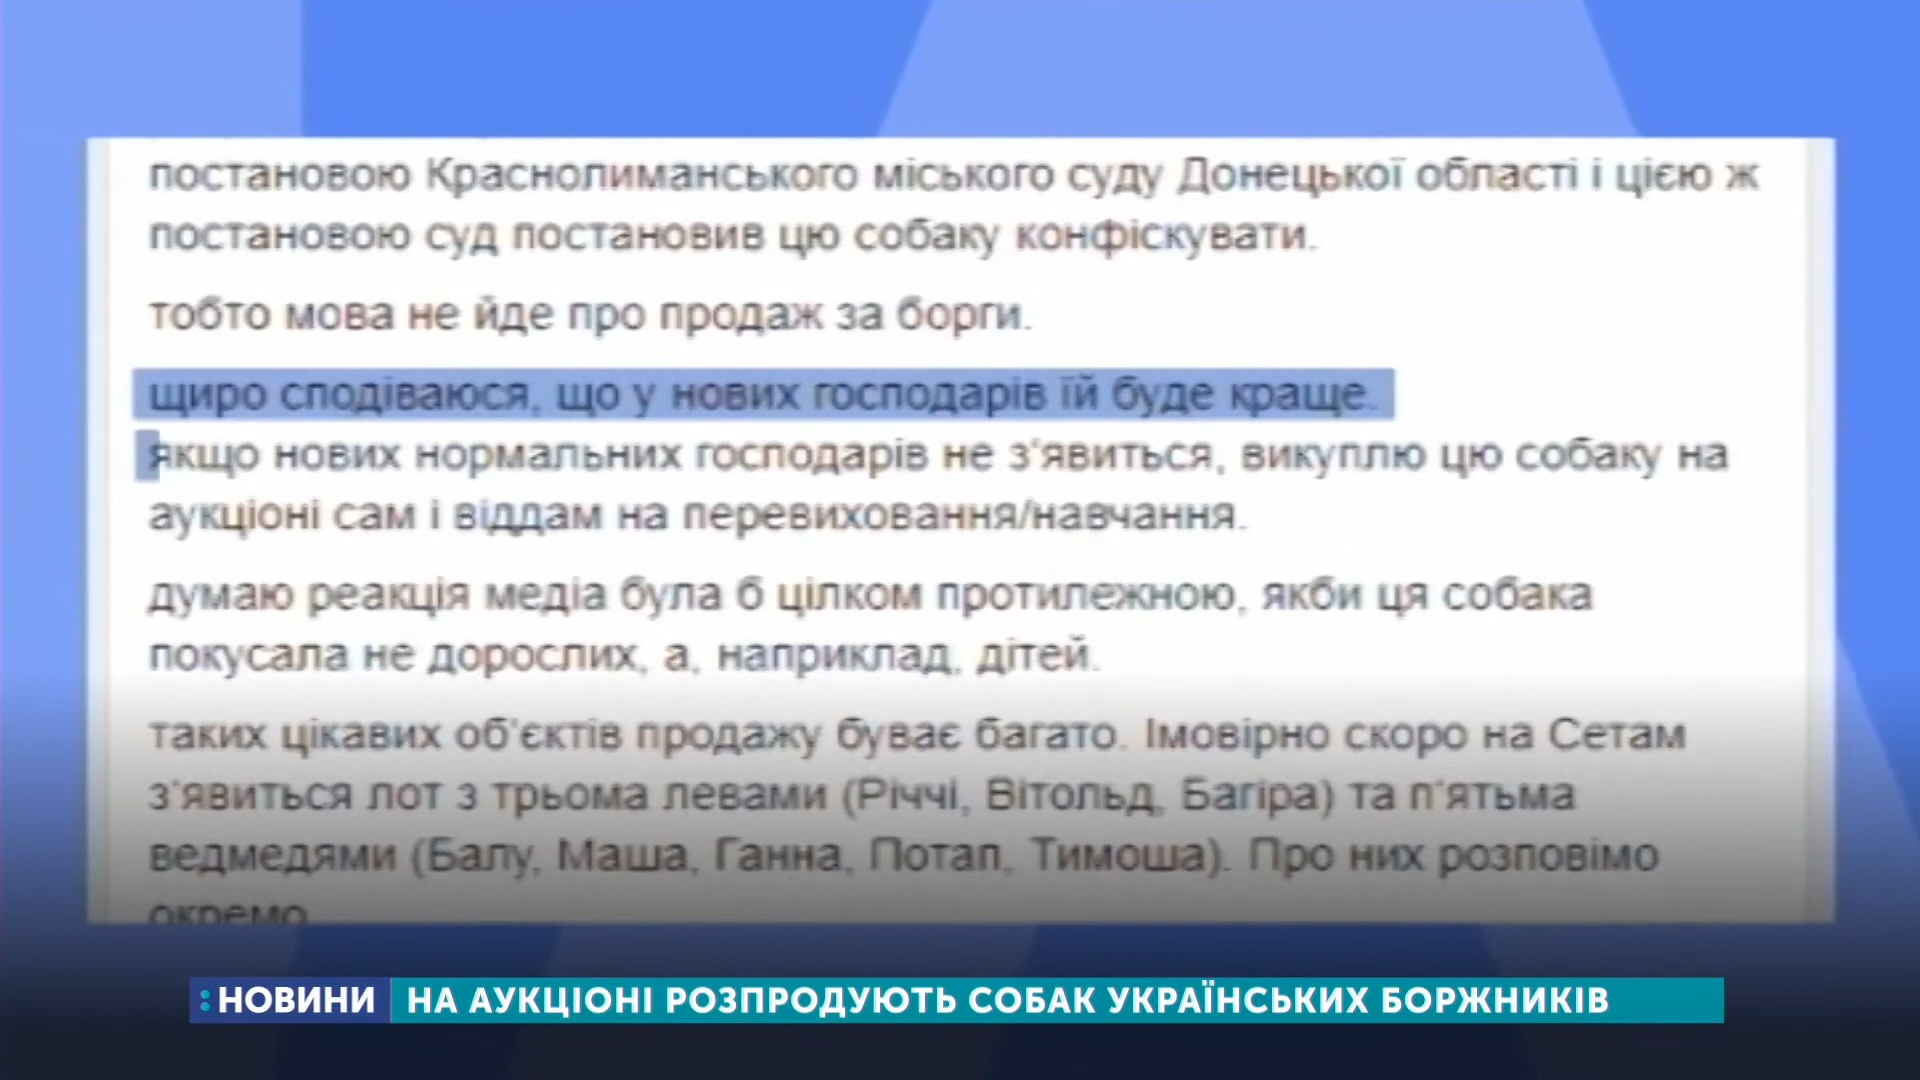 постановою Краснолиманського міського суду Донецької області і цією ж
постановою суд постановив цю собаку конфіскувати.
тобто мова не йде про продаж за борги.
щиро сподіваюся, що у нових господарів їй буде краще.
якщо нових нормальних господарів не з'явиться, викуплю цю собаку на
аукціоні сам і віддам на перевиховання/навчання.
думаю реакція медіа була б цілком протилежною, якби ця собака
покусала не дорослих, а, наприклад, дітей.
таких цікавих об'єктів продажу буває багато. Імовірно скоро на Сетам
з'явиться лот з трьома левами (Річчі, Вітольд, Багіра) та п'ятьма
ведмедями (Балу, Маша, Ганна, Потап, Тимоша). Про них розповімо
окремо
:НОВИНИ НА АУКЦІОНІ РОЗПРОДУЮТЬ СОБАК УКРАЇНСЬКИХ БОРЖНИКІВ